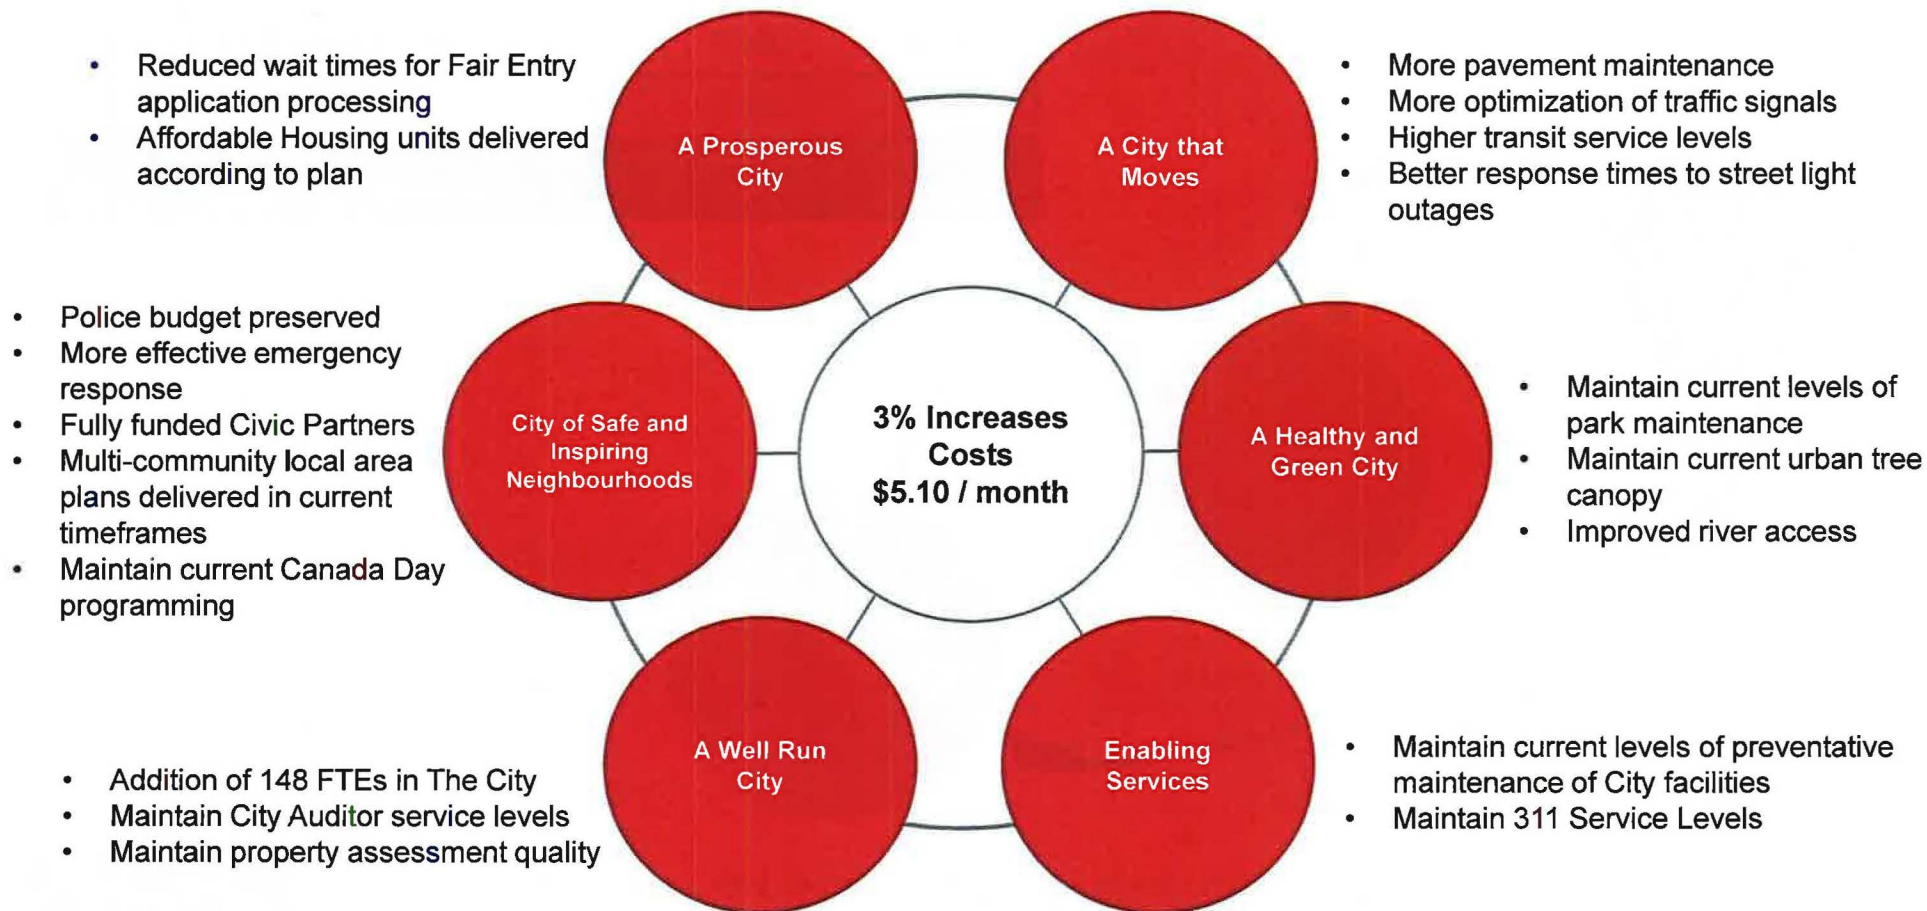 • Reduced wait times for Fair Entry
application processing
• Affordable Housing units delivered
according to plan
A Prosperous
City
A City that
Moves
• More pavement maintenance
• More optimization of traffic signals
• Higher transit service levels
• Better response times to street light
outages
• Police budget preserved
• More effective emergency
response
• Fully funded Civic Partners
• Multi-community local area
plans delivered in current
timeframes
• Maintain current Canada Day
programming
City of Safe and
Inspiring
Neighbourhoods
3% Increases
Costs
$5.10 / month
A Healthy and
Green City
• Maintain current levels of
park maintenance
• Maintain current urban tree
canopy
• Improved river access
• Addition of 148 FTEs in The City
• Maintain City Auditor service levels
• Maintain property assessment quality
A Well Run
City
Enabling
Services
• Maintain current levels of preventative
maintenance of City facilities
• Maintain 311 Service Levels